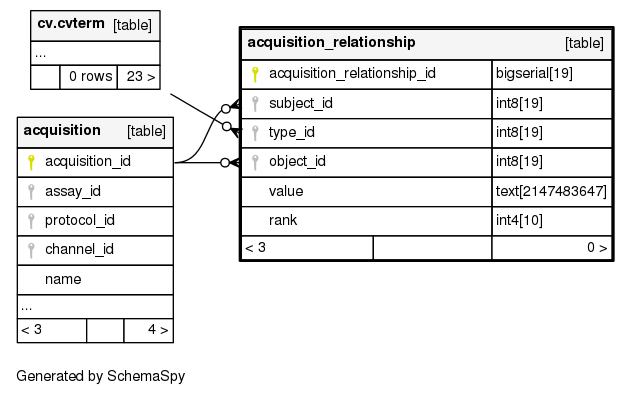 cv.cvterm [table]
...
0 rows 23 >
acquisition [table]
acquisition_id
assay_id
protocol_id
channel_id
name
...
< 3 4 >
acquisition_relationship [table]
acquisition_relationship_id bigserial[19]
subject_id int8[19]
type_id int8[19]
object_id int8[19]
value text[2147483647]
rank int4[10]
< 3 0 >
Generated by SchemaSpy